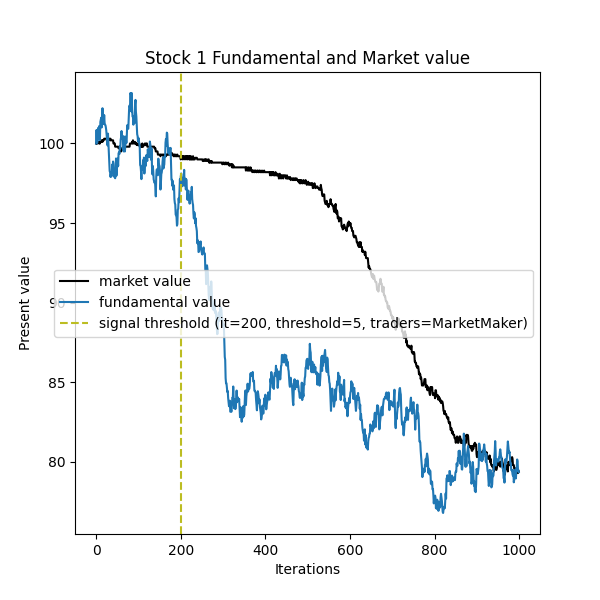 Stock 1 Fundamental and Market value
Present value
100
95
90
85
80
market value
fundamental value
signal threshold (it=200, threshold=5, traders=MarketMaker)
0
200
400
600
800
1000
Iterations